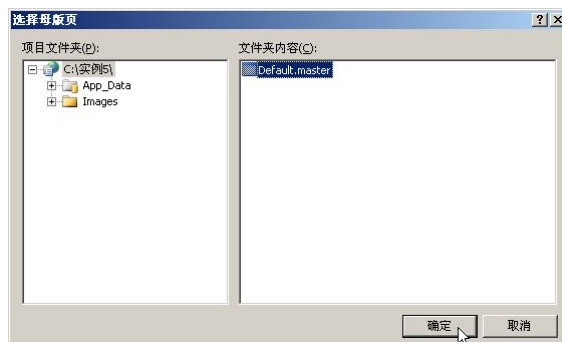 选择母版页
项目文件夹(P):
文件夹内容(C):
C:\实例5\
App_Data
Images
Default.master
确定
取消